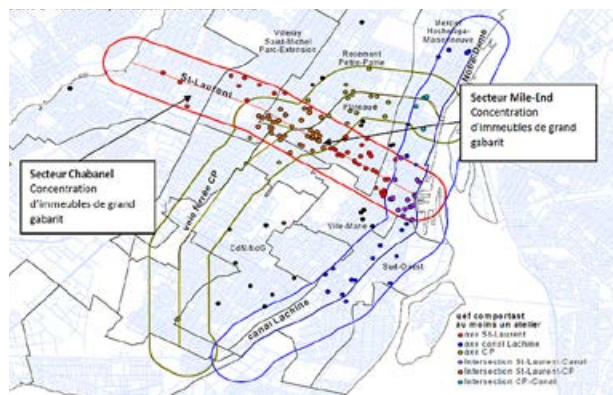 Villeray
Saint-Michel
Parc-Extension
Mercier
Hochelaga-
Maisonneuve
Rosemont
Petite-Patrie
Notre-Dame
St-Laurent
Plateau
Secteur Mile-End
Concentration
d'immeubles de grand
gabarit
Secteur Chabanel
Concentration
d'immeubles de grand
gabarit
voie ferrée CP
Ville-Marie
CdN-NDG
Sud-Ouest
canal Lachine
uef comportant
au moins un atelier
axe St-Laurent
axe canal Lachine
axe CP
Intersection St-Laurent-Canal
Intersection St-Laurent-CP
Intersection CP-Canal